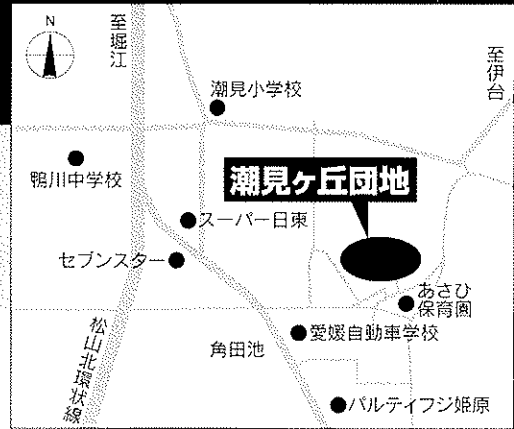 N
至堀江
至伊台
潮見小学校
鴨川中学校
潮見ヶ丘団地
スーパー日東
セブンスター
あさひ
保育園
愛媛自動車学校
角田池
松山北環状線
パルティフジ姫原